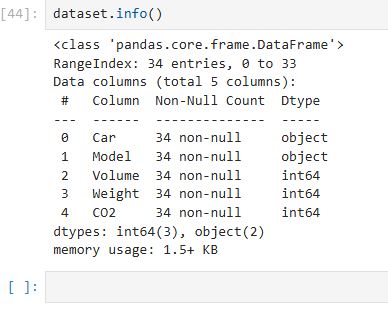 [44]: dataset.info()
<class 'pandas.core.frame.DataFrame'>
RangeIndex: 34 entries, 0 to 33
Data columns (total 5 columns):
 #   Column  Non-Null Count  Dtype
---  ------  --------------  -----
 0   Car     34 non-null     object
 1   Model   34 non-null     object
 2   Volume  34 non-null     int64
 3   Weight  34 non-null     int64
 4   CO2     34 non-null     int64
dtypes: int64(3), object(2)
memory usage: 1.5+ KB
[ ]: